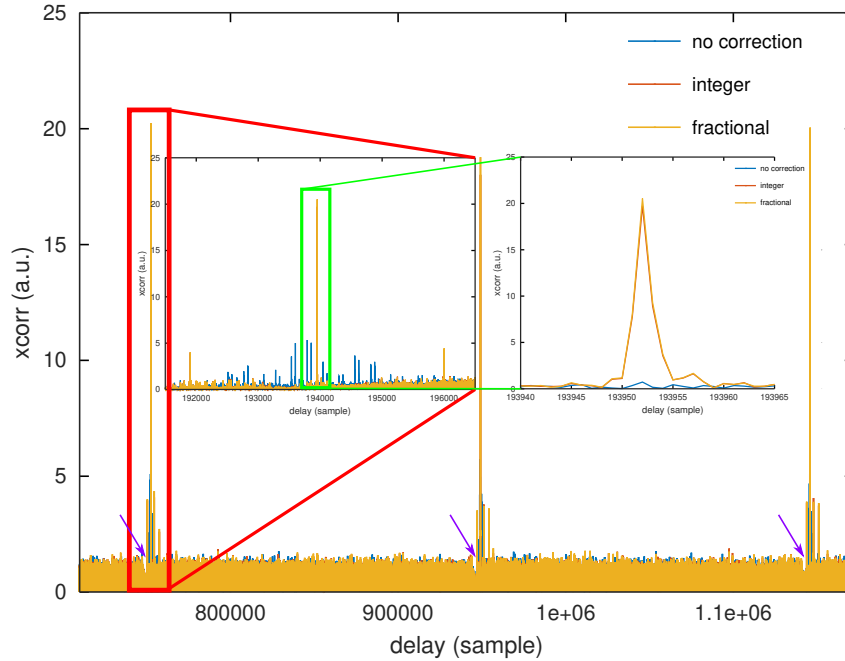 25
20
15
10
5
0
xcorr (a.u.)
800000
900000
1e+06
1.1e+06
delay (sample)
no correction
integer
fractional
25
20
15
10
5
0
xcorr (a.u.)
192000
193000
194000
195000
196000
delay (sample)
25
20
15
10
5
0
xcorr (a.u.)
193940
193945
193950
193955
193960
193965
delay (sample)
no correction
integer
fractional